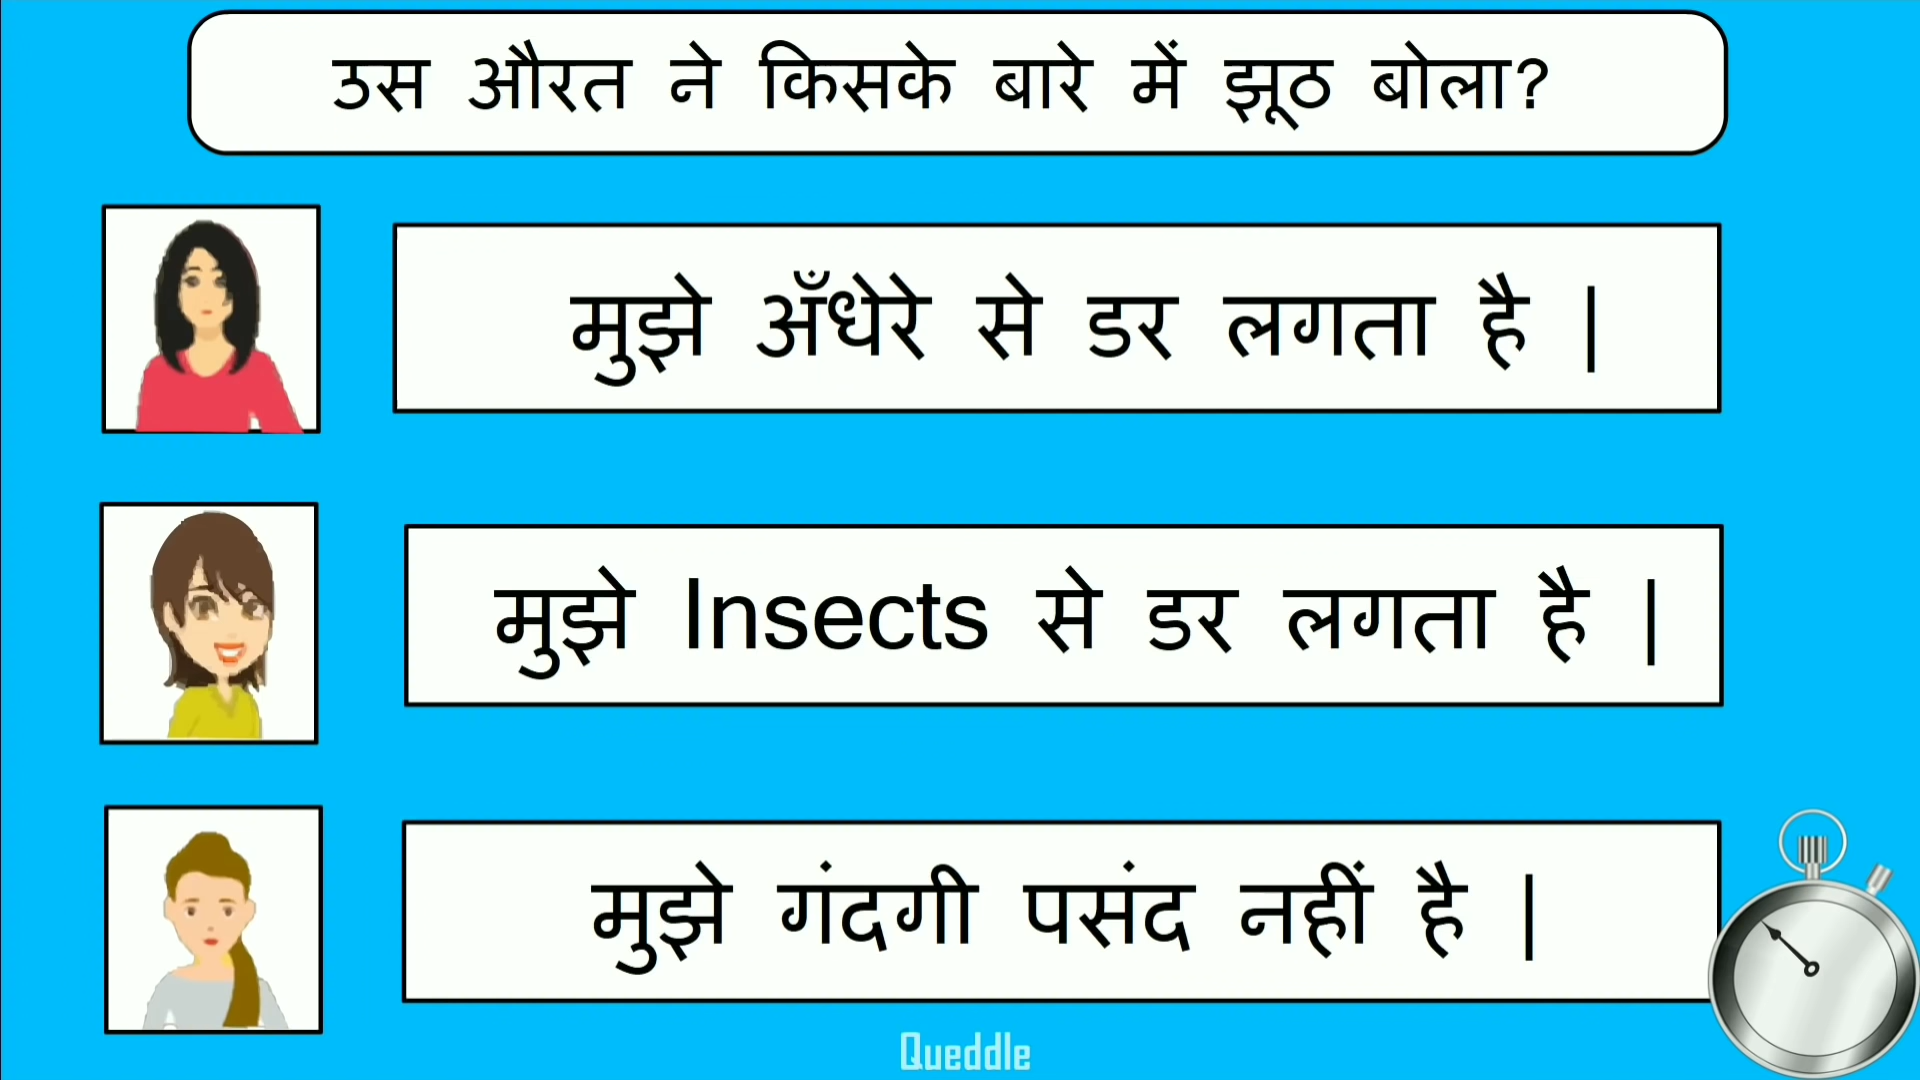 उस औरत ने किसके बारे में झूठ बोला?
मुझे अँधेरे से डर लगता है |
मुझे Insects से डर लगता है |
मुझे गंदगी पसंद नहीं है |
Queddle